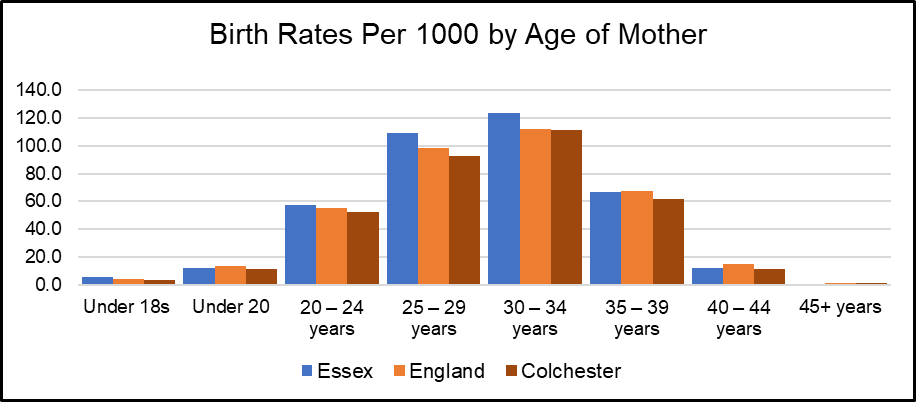 Birth Rates Per 1000 by Age of Mother
140.0
120.0
100.0
80.0
60.0
40.0
20.0
0.0
Under 18s
Under 20
20 – 24
years
25 – 29
years
30 – 34
years
35 – 39
years
40 – 44
years
45+ years
Essex
England
Colchester